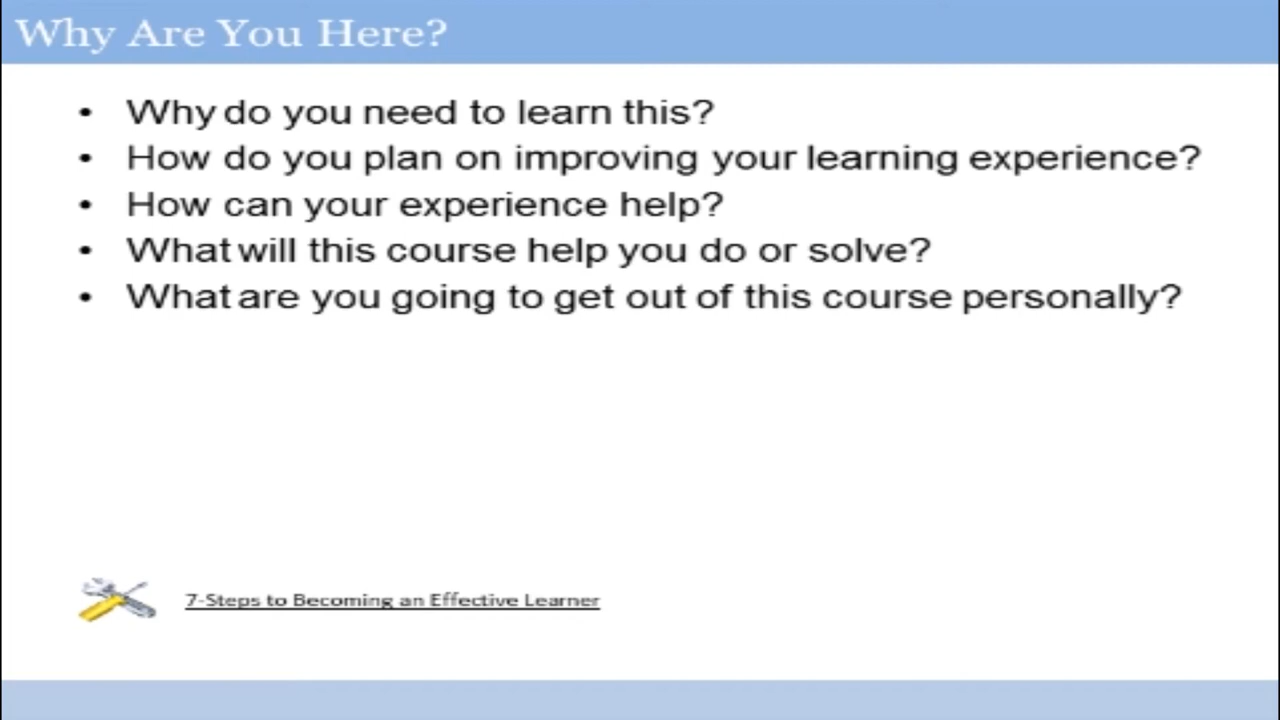 Why Are You Here?
• Why do you need to learn this?
• How do you plan on improving your learning experience?
• How can your experience help?
• What will this course help you do or solve?
• What are you going to get out of this course personally?
7-Steps to Becoming an Effective Learner